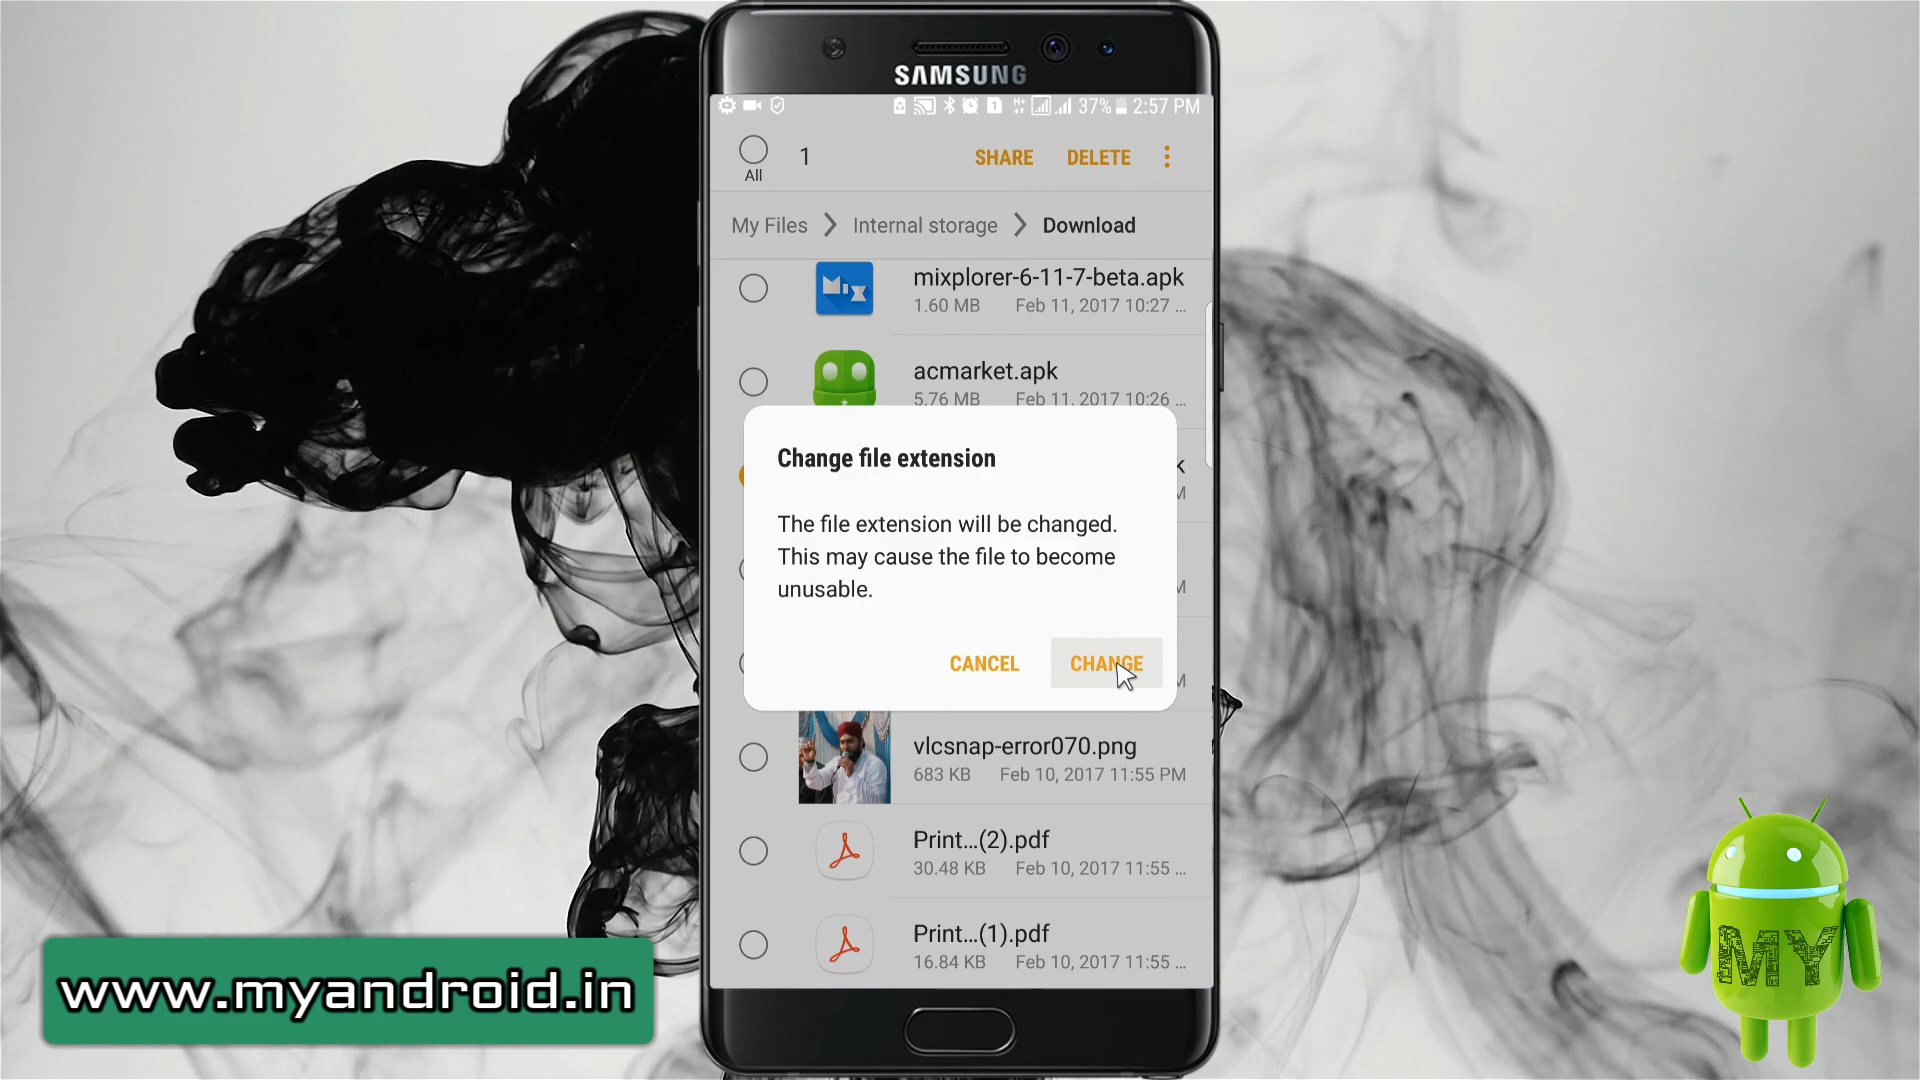 SAMSUNG
37% 2:57 PM
All
1
SHARE
DELETE
My Files
Internal storage
Download
mixplorer-6-11-7-beta.apk
1.60 MB Feb 11, 2017 10:27 ...
acmarket.apk
5.76 MB Feb 11, 2017 10:26 ...
Change file extension
The file extension will be changed.
This may cause the file to become
unusable.
CANCEL
CHANGE
vlcsnap-error070.png
683 KB Feb 10, 2017 11:55 PM
Print...(2).pdf
30.48 KB Feb 10, 2017 11:55 ...
Print...(1).pdf
16.84 KB Feb 10, 2017 11:55 ...
www.myandroid.in
MY